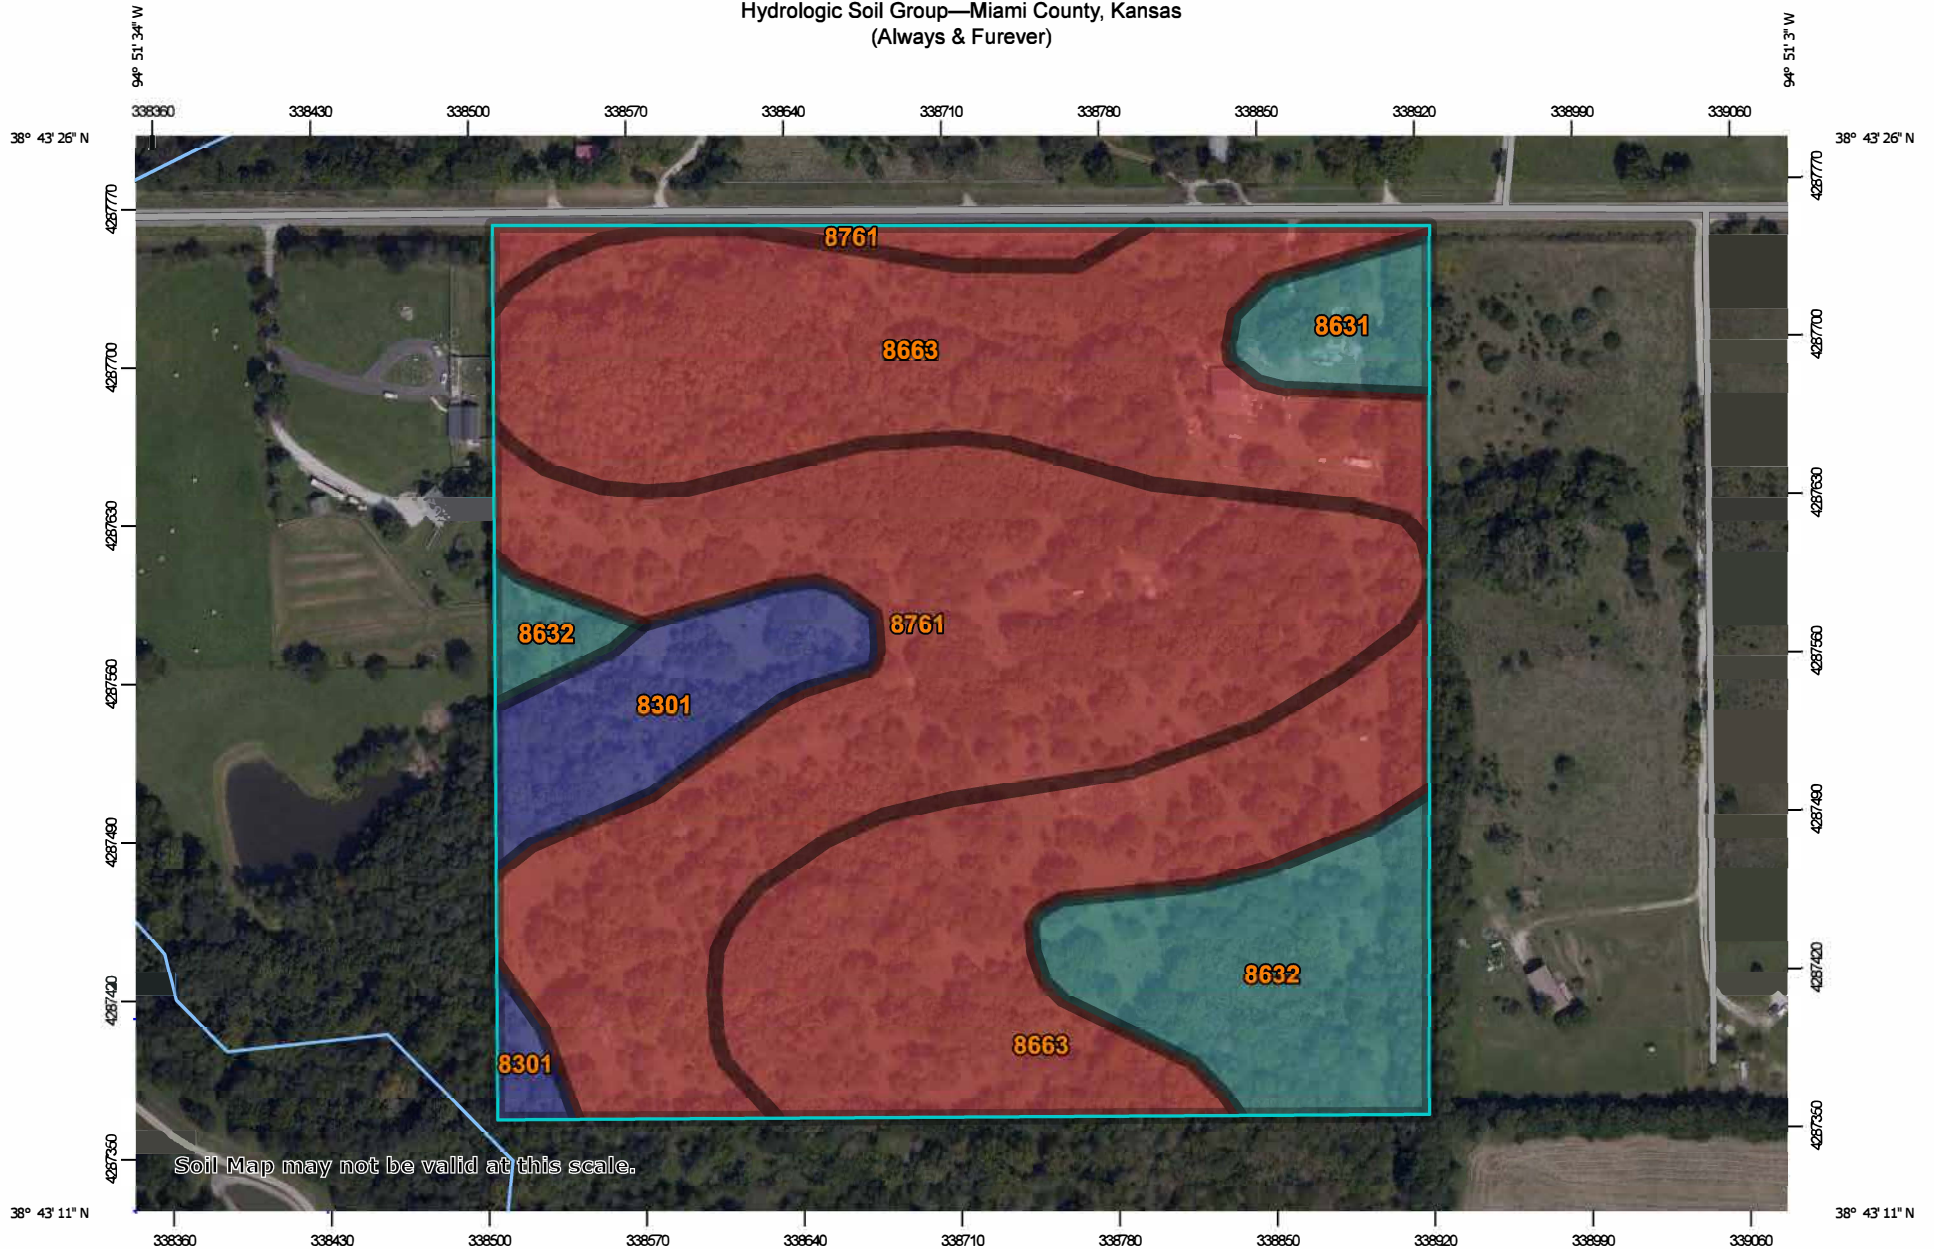 Hydrologic Soil Group—Miami County, Kansas
(Always & Furever)
94° 51' 34" W
94° 51' 3" W
338360 338430 338500 338570 338640 338710 338780 338850 338920 338990 339060
38° 43' 26" N
38° 43' 26" N
4287770
4287700
4287630
4287560
4287490
4287420
4287350
8761
8631
8663
8632
8761
8301
8632
8663
8301
4287770
4287700
4287630
4287560
4287490
4287420
4287350
Soil Map may not be valid at this scale.
38° 43' 11" N
38° 43' 11" N
338360 338430 338500 338570 338640 338710 338780 338850 338920 338990 339060